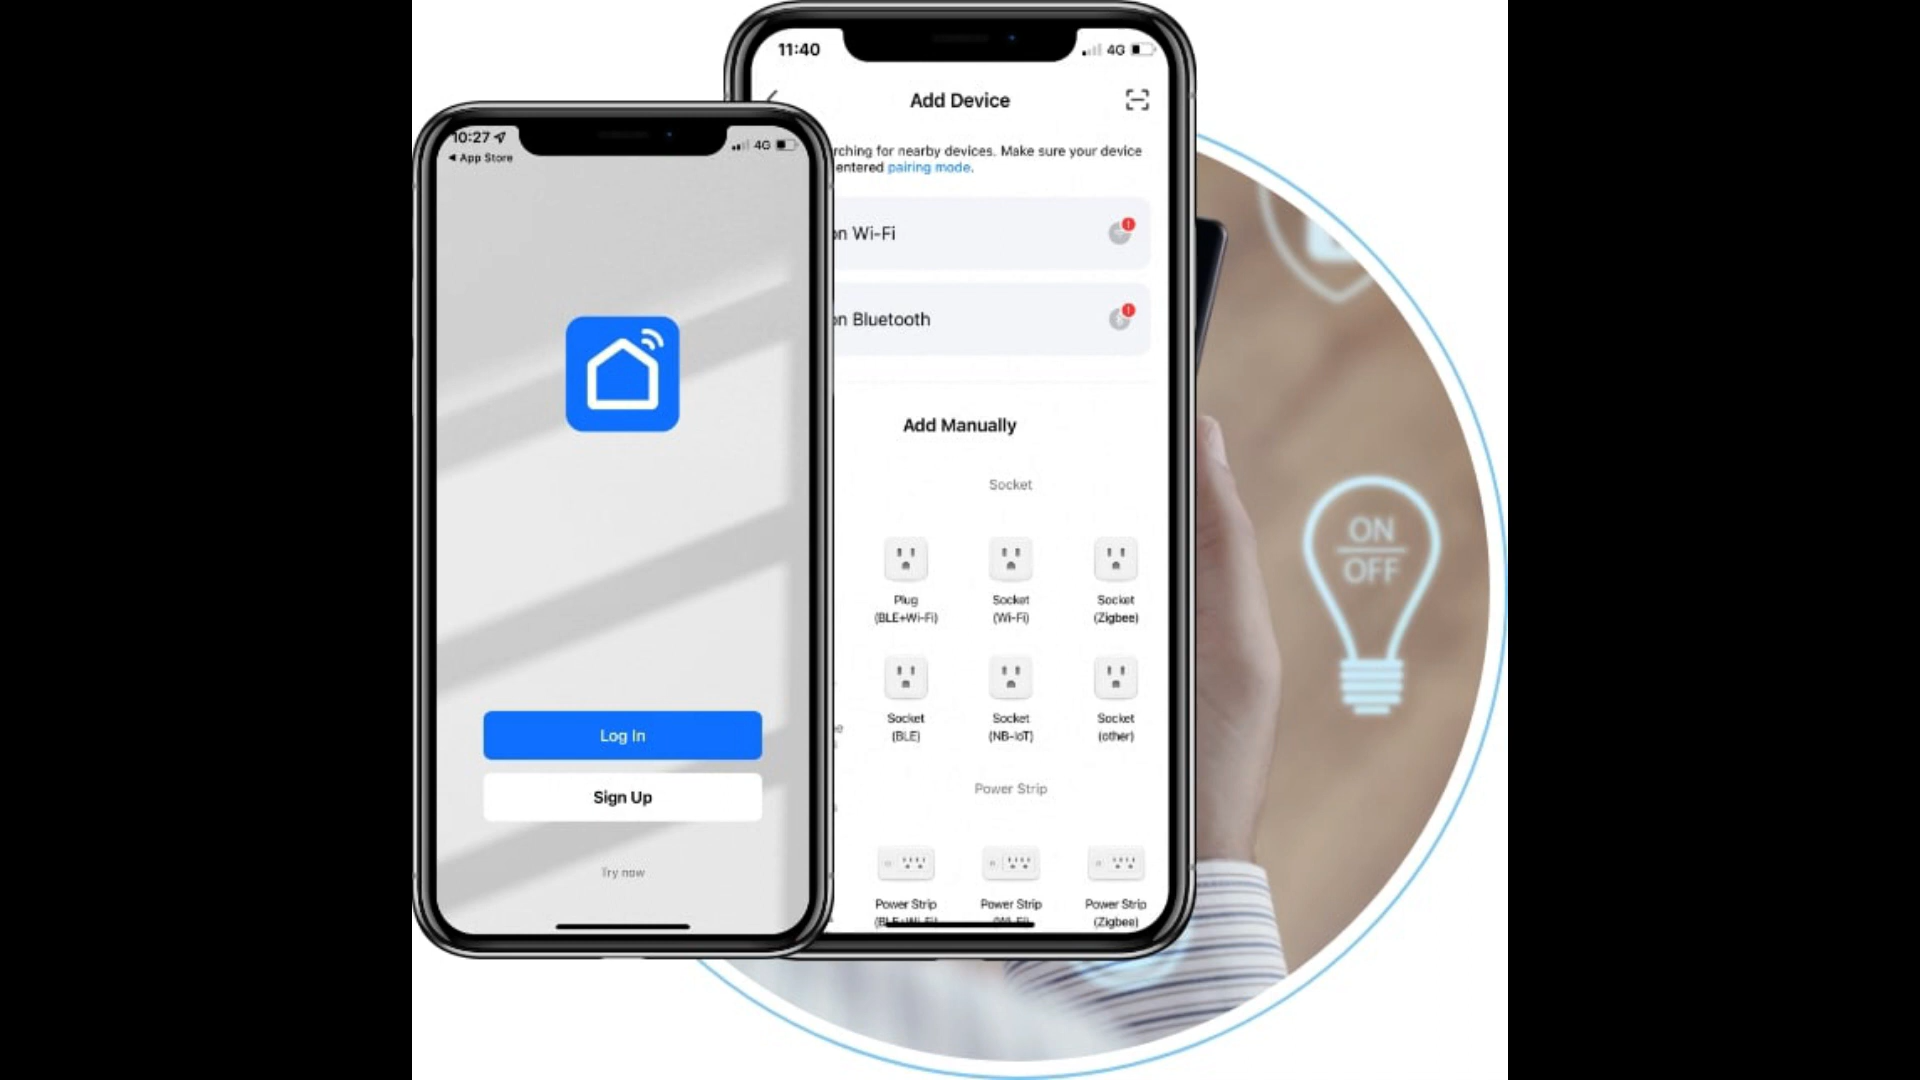 10:27
4G
◀ App Store
Log In
Sign Up
Try now
11:40
4G
Add Device
rching for nearby devices. Make sure your device
entered pairing mode.
on Wi-Fi
on Bluetooth
Add Manually
Socket
Plug
(BLE+Wi-Fi)
Socket
(Wi-Fi)
Socket
(Zigbee)
Socket
(BLE)
Socket
(NB-IoT)
Socket
(other)
Power Strip
Power Strip
(BLE+Wi-Fi)
Power Strip
(Wi-Fi)
Power Strip
(Zigbee)
ON
OFF